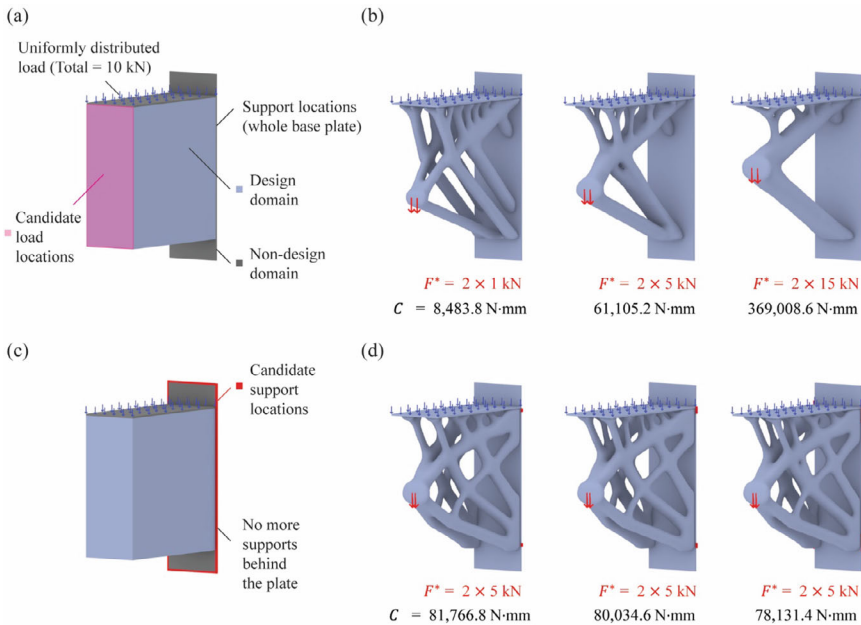 (a)
Uniformly distributed
load (Total = 10 kN)
Support locations
(whole base plate)
Design
domain
Candidate
load
locations
Non-design
domain
(b)
F* = 2 × 1 kN
F* = 2 × 5 kN
F* = 2 × 15 kN
C = 8,483.8 N·mm
61,105.2 N·mm
369,008.6 N·mm
(c)
Candidate
support
locations
No more
supports
behind
the plate
(d)
F* = 2 × 5 kN
F* = 2 × 5 kN
F* = 2 × 5 kN
C = 81,766.8 N·mm
80,034.6 N·mm
78,131.4 N·mm